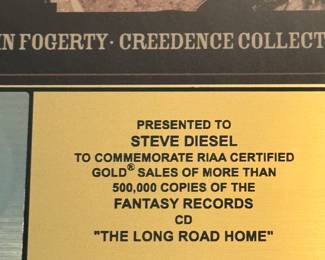 IN FOGERTY · CREEDENCE COLLECT
PRESENTED TO
STEVE DIESEL
TO COMMEMORATE RIAA CERTIFIED
GOLD® SALES OF MORE THAN
500,000 COPIES OF THE
FANTASY RECORDS
CD
"THE LONG ROAD HOME"